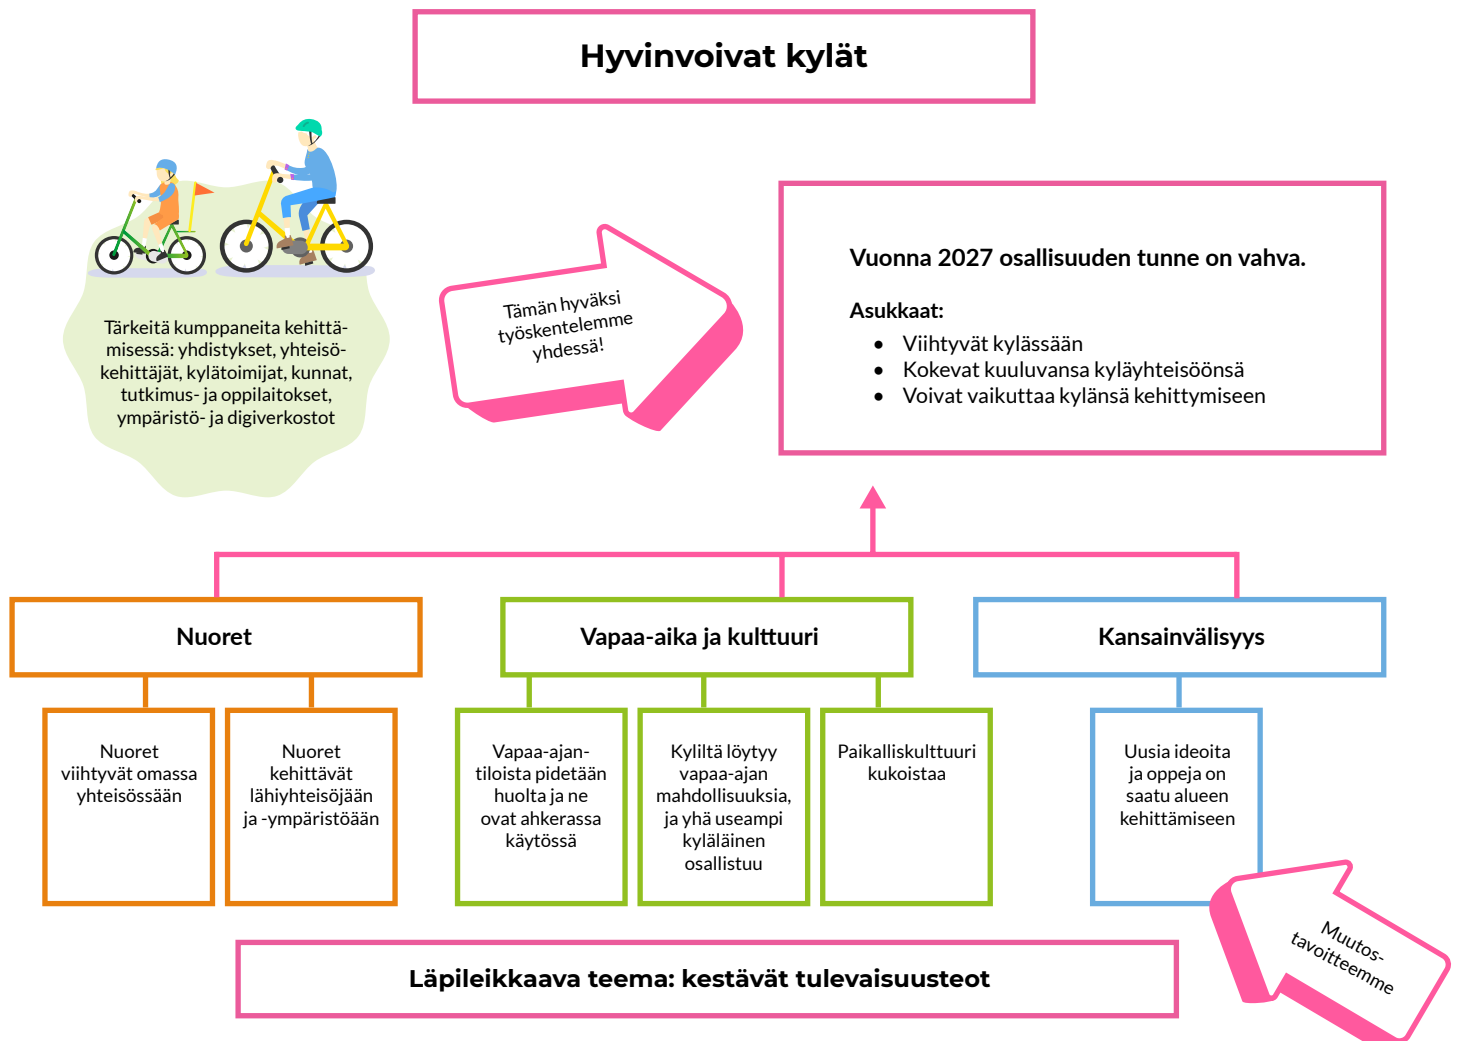 Hyvinvoivat kylät
Tärkeitä kumppaneita kehittä-
misessä: yhdistykset, yhteisö-
kehittäjät, kylätoimijat, kunnat,
tutkimus- ja oppilaitokset,
ympäristö- ja digiverkostot
Tämän hyväksi
työskentelemme
yhdessä!
Vuonna 2027 osallisuuden tunne on vahva.
Asukkaat:
• Viihtyvät kylässään
• Kokevat kuuluvansa kyläyhteisöönsä
• Voivat vaikuttaa kylänsä kehittymiseen
Nuoret
Nuoret
viihtyvät omassa
yhteisössään
Nuoret
kehittävät
lähiyhteisöjään
ja -ympäristöään
Vapaa-aika ja kulttuuri
Vapaa-ajan-
tiloista pidetään
huolta ja ne
ovat ahkerassa
käytössä
Kyliltä löytyy
vapaa-ajan
mahdollisuuksia,
ja yhä useampi
kyläläinen
osallistuu
Paikalliskulttuuri
kukoistaa
Kansainvälisyys
Uusia ideoita
ja oppeja on
saatu alueen
kehittämiseen
Muutos-
tavoitteemme
Läpileikkaava teema: kestävät tulevaisuusteot